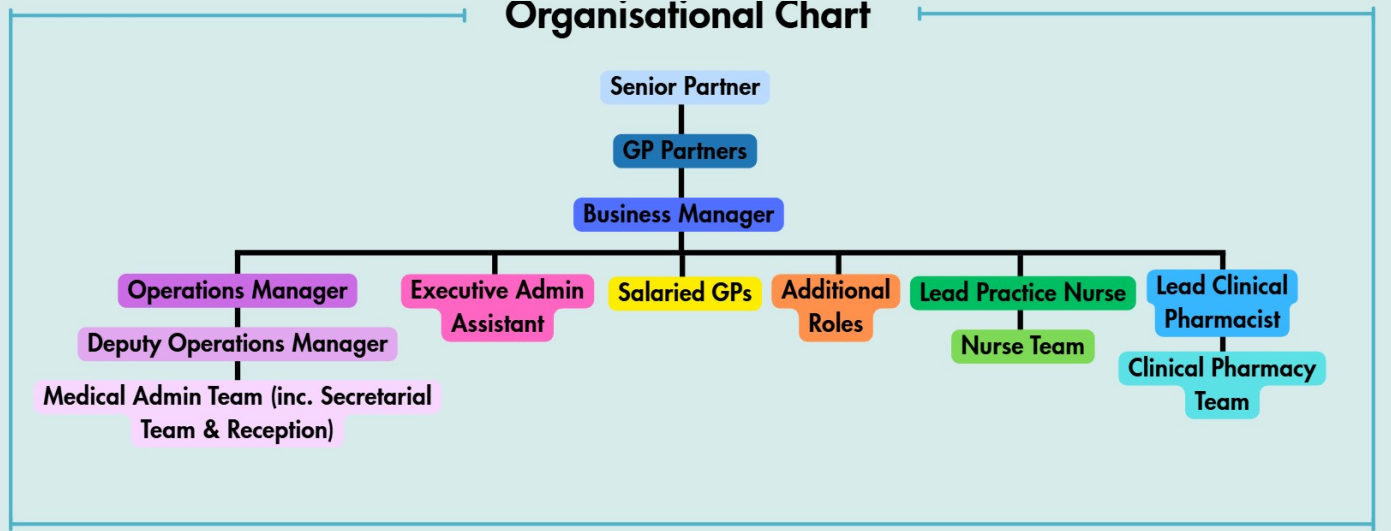 Organisational Chart
Senior Partner
GP Partners
Business Manager
Operations Manager
Executive Admin
Assistant
Salaried GPs
Additional
Roles
Lead Practice Nurse
Lead Clinical
Pharmacist
Deputy Operations Manager
Nurse Team
Clinical Pharmacy
Team
Medical Admin Team (inc. Secretarial
Team & Reception)